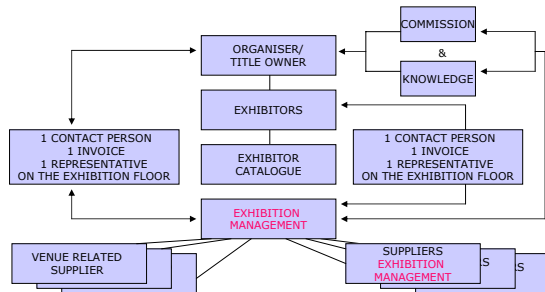 COMMISSION
&
KNOWLEDGE
ORGANISER/
TITLE OWNER
EXHIBITORS
1 CONTACT PERSON
1 INVOICE
1 REPRESENTATIVE
ON THE EXHIBITION FLOOR
EXHIBITOR
CATALOGUE
1 CONTACT PERSON
1 INVOICE
1 REPRESENTATIVE
ON THE EXHIBITION FLOOR
EXHIBITION
MANAGEMENT
VENUE RELATED
SUPPLIER
SUPPLIERS
EXHIBITION
MANAGEMENT